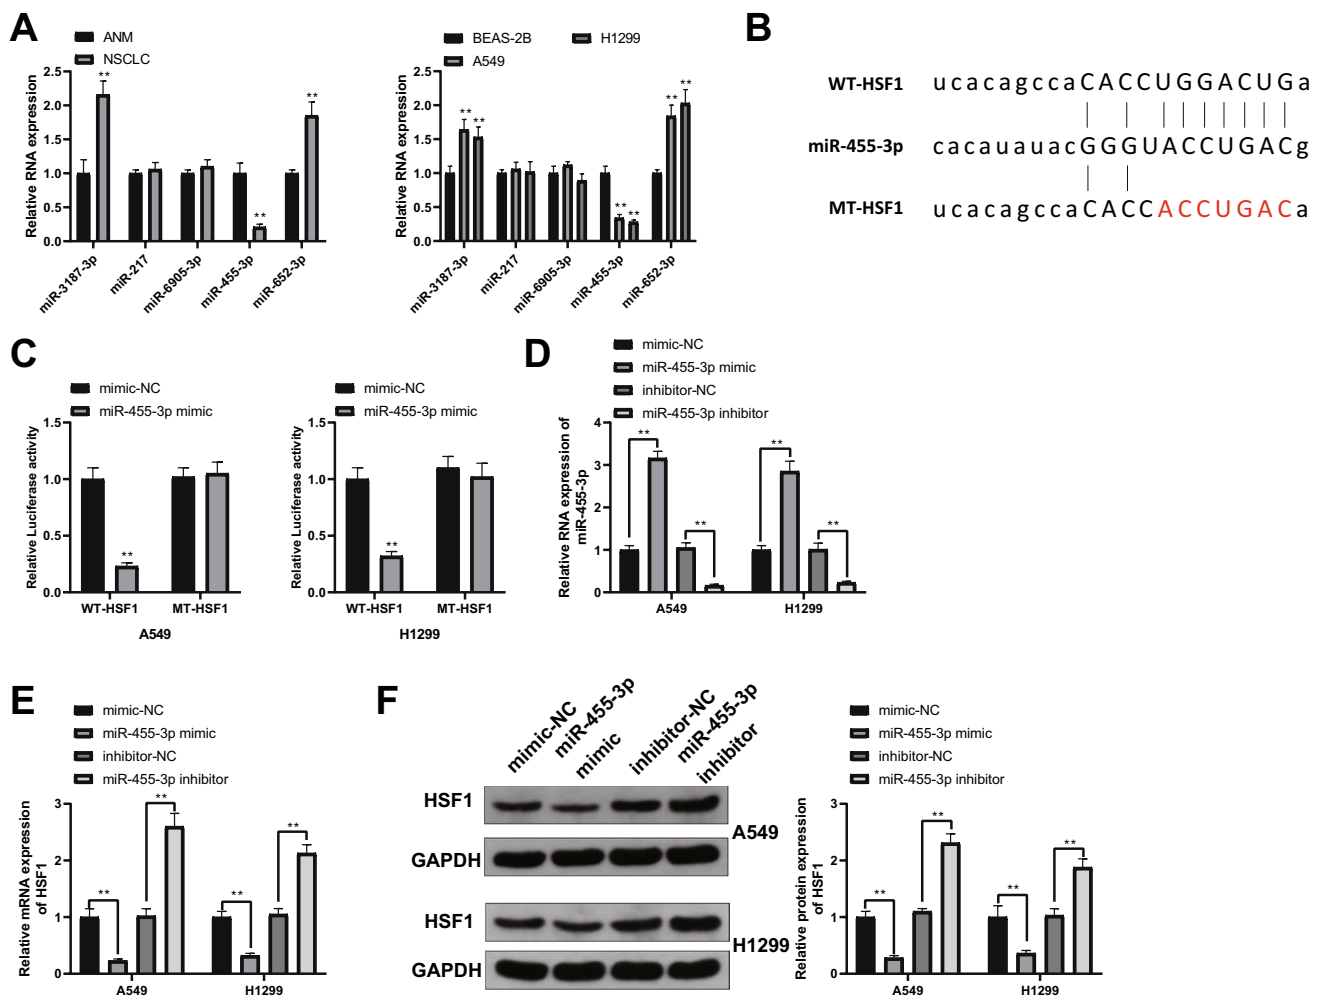 A
ANM
NSCLC
Relative RNA expression
2.5
2.0
1.5
1.0
0.5
0.0
**
**
**
miR-3187-3p
miR-217
miR-6905-3p
miR-455-3p
miR-652-3p
BEAS-2B
H1299
A549
Relative RNA expression
2.5
2.0
1.5
1.0
0.5
0.0
** **
** **
** **
miR-3187-3p
miR-217
miR-6905-3p
miR-455-3p
miR-652-3p
B
WT-HSF1 ucacagccaCACCUGGACUGa
miR-455-3p cacauauacGGGUACCUGACg
MT-HSF1 ucacagccaCACCACCUGACa
C
mimic-NC
miR-455-3p mimic
Relative Luciferase activity
1.5
1.0
0.5
0.0
**
WT-HSF1 MT-HSF1
A549
mimic-NC
miR-455-3p mimic
Relative Luciferase activity
1.5
1.0
0.5
0.0
**
WT-HSF1 MT-HSF1
H1299
D
mimic-NC
miR-455-3p mimic
inhibitor-NC
miR-455-3p inhibitor
Relative RNA expression of
miR-455-3p
4
3
2
1
0
**
**
**
**
A549 H1299
E
mimic-NC
miR-455-3p mimic
inhibitor-NC
miR-455-3p inhibitor
Relative mRNA expression
of HSF1
3
2
1
0
**
**
**
**
A549 H1299
F
mimic-NC
miR-455-3p
mimic
inhibitor-NC
miR-455-3p
inhibitor
HSF1
A549
GAPDH
HSF1
H1299
GAPDH
mimic-NC
miR-455-3p mimic
inhibitor-NC
miR-455-3p inhibitor
Relative protein expression
of HSF1
3
2
1
0
**
**
**
**
A549 H1299